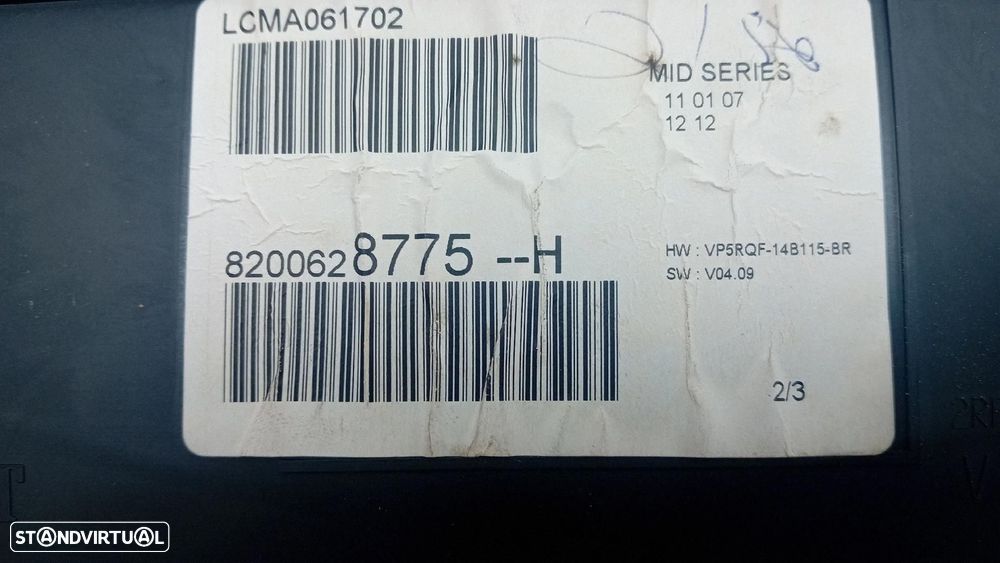 LCMA061702
MID SERIES
11 01 07
12 12
8200628775 --H
HW : VP5RQF-14B115-BR
SW : V04.09
2/3
STANDVIRTUAL